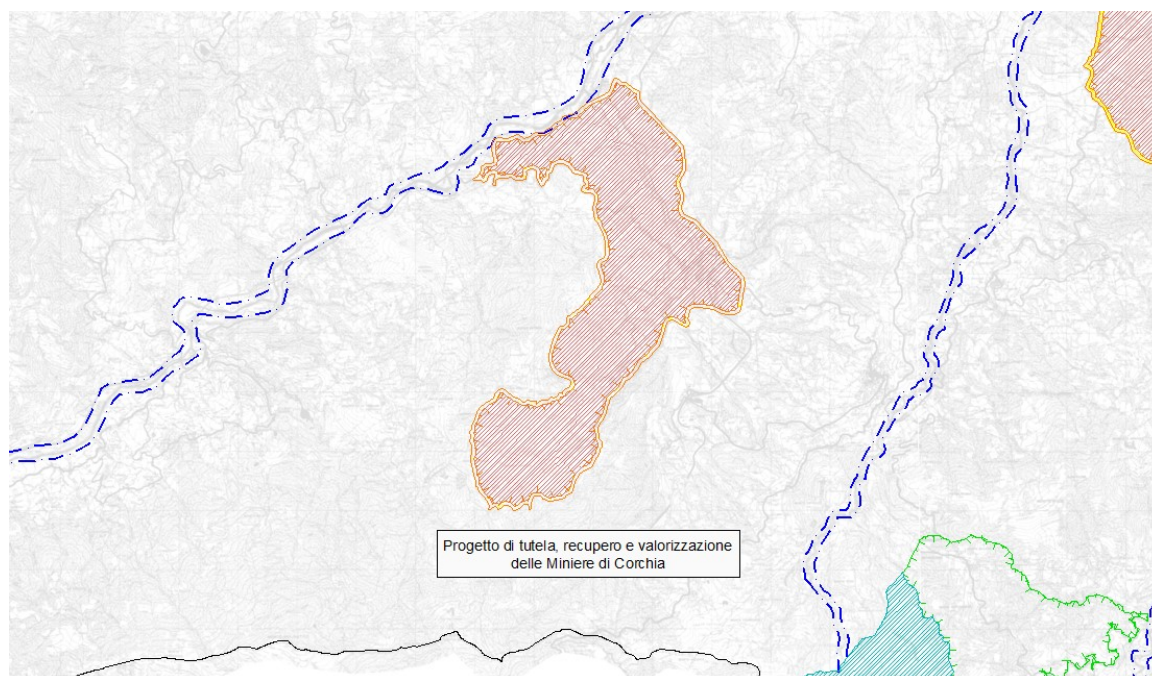 Progetto di tutela, recupero e valorizzazione
delle Miniere di Corchia